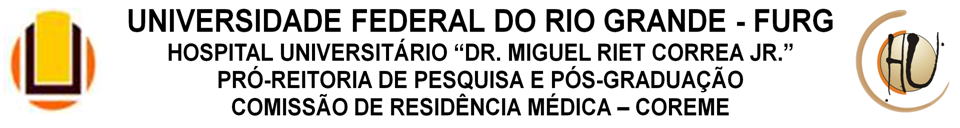 UNIVERSIDADE FEDERAL DO RIO GRANDE - FURG
HOSPITAL UNIVERSITÁRIO “DR. MIGUEL RIET CORREA JR.”
PRÓ-REITORIA DE PESQUISA E PÓS-GRADUAÇÃO
COMISSÃO DE RESIDÊNCIA MÉDICA – COREME
HU